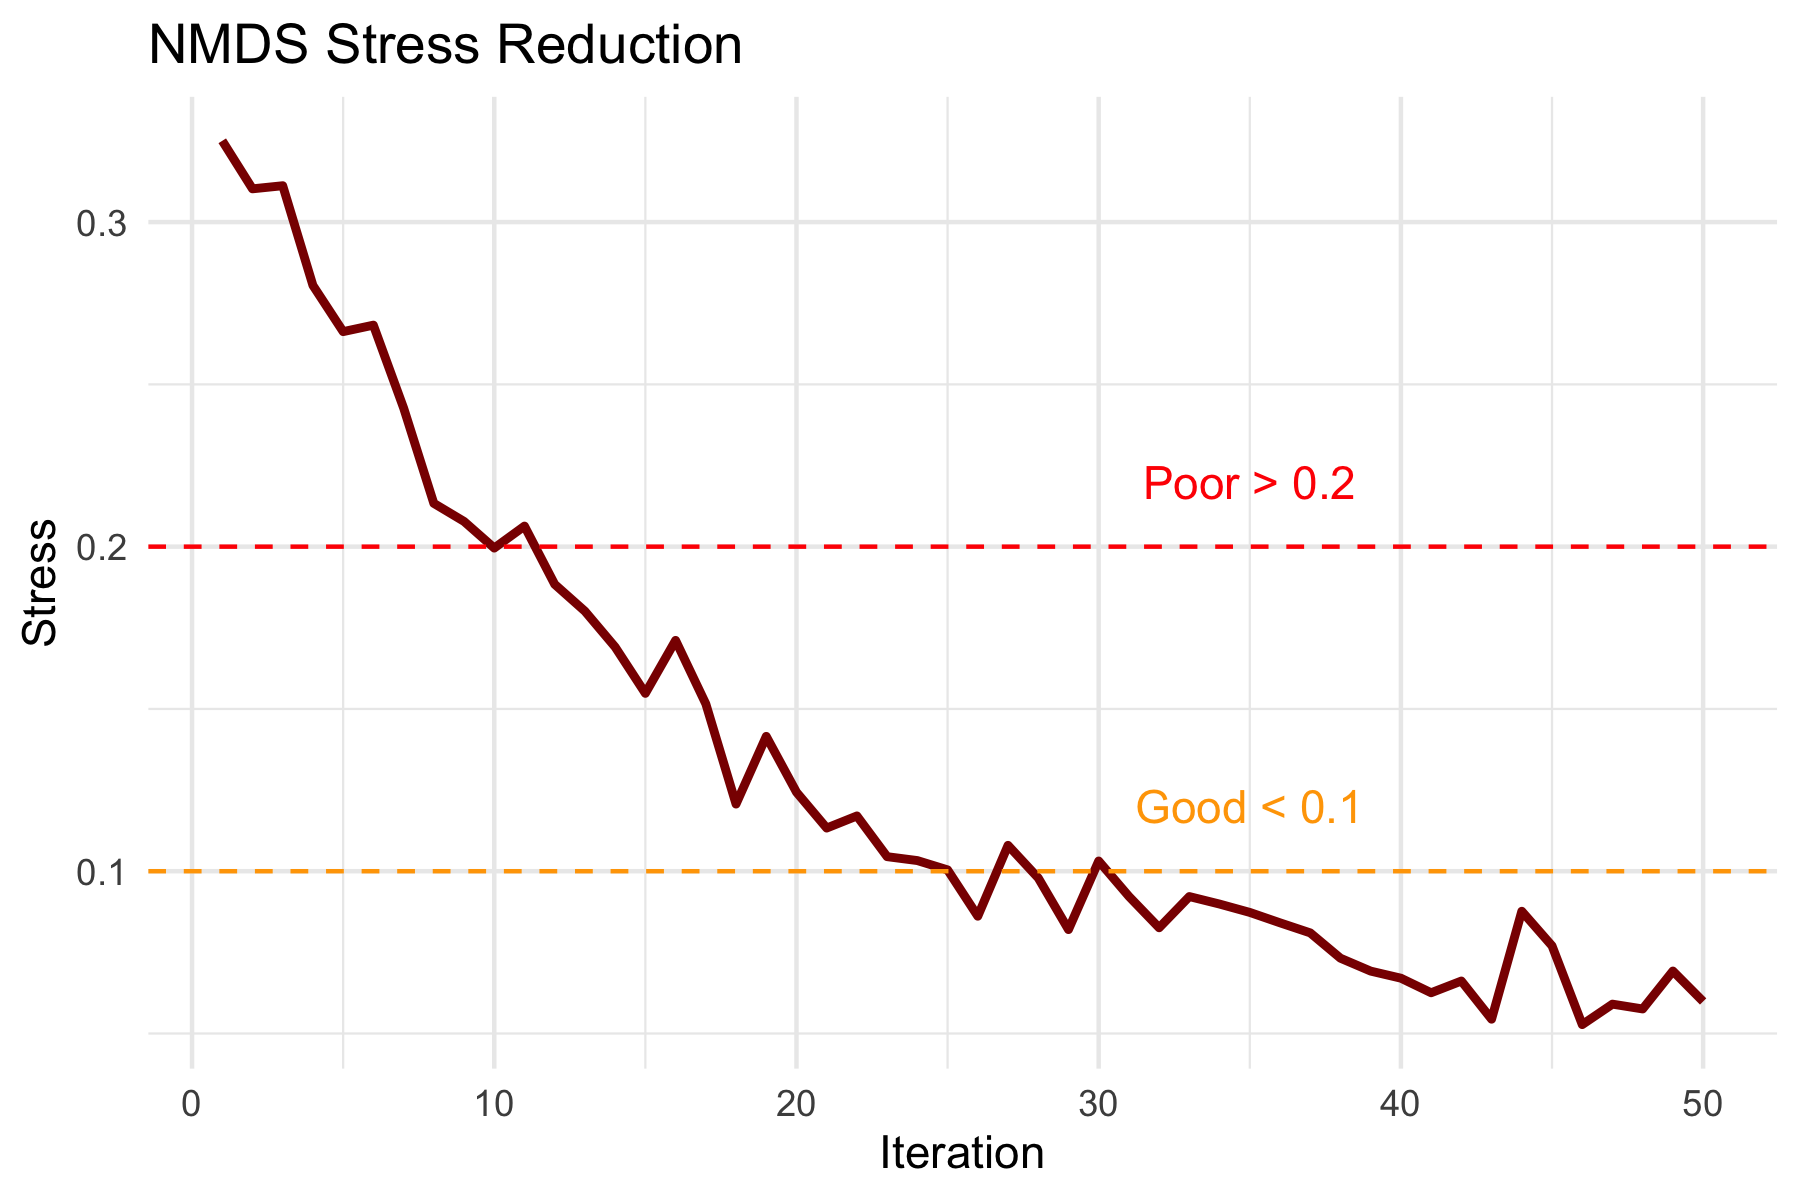 NMDS Stress Reduction
Stress
0.3
0.2
0.1
Poor > 0.2
Good < 0.1
0 10 20 30 40 50
Iteration